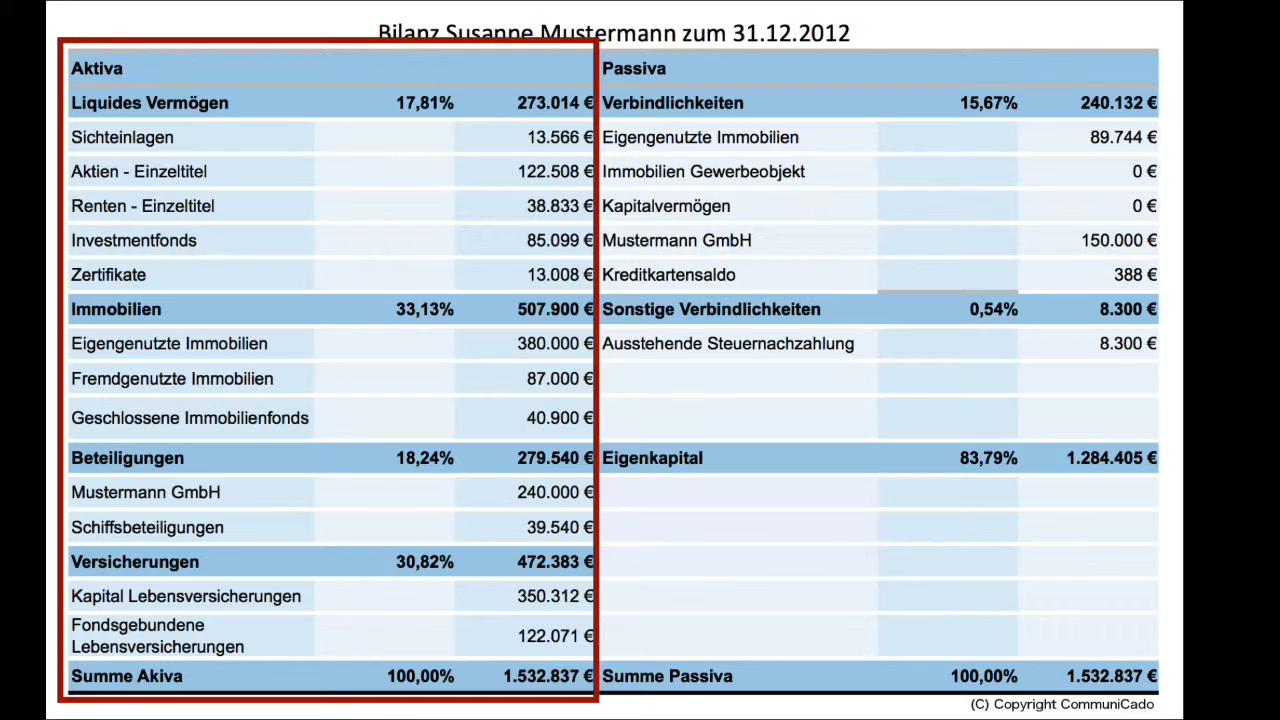 Bilanz Susanne Mustermann zum 31.12.2012
Aktiva Passiva
Liquides Vermögen 17,81% 273.014 € Verbindlichkeiten 15,67% 240.132 €
Sichteinlagen 13.566 € Eigengenutzte Immobilien 89.744 €
Aktien - Einzeltitel 122.508 € Immobilien Gewerbeobjekt 0 €
Renten - Einzeltitel 38.833 € Kapitalvermögen 0 €
Investmentfonds 85.099 € Mustermann GmbH 150.000 €
Zertifikate 13.008 € Kreditkartensaldo 388 €
Immobilien 33,13% 507.900 € Sonstige Verbindlichkeiten 0,54% 8.300 €
Eigengenutzte Immobilien 380.000 € Ausstehende Steuernachzahlung 8.300 €
Fremdgenutzte Immobilien 87.000 €
Geschlossene Immobilienfonds 40.900 €
Beteiligungen 18,24% 279.540 € Eigenkapital 83,79% 1.284.405 €
Mustermann GmbH 240.000 €
Schiffsbeteiligungen 39.540 €
Versicherungen 30,82% 472.383 €
Kapital Lebensversicherungen 350.312 €
Fondsgebundene
Lebensversicherungen 122.071 €
Summe Akiva 100,00% 1.532.837 € Summe Passiva 100,00% 1.532.837 €
(C) Copyright CommuniCado